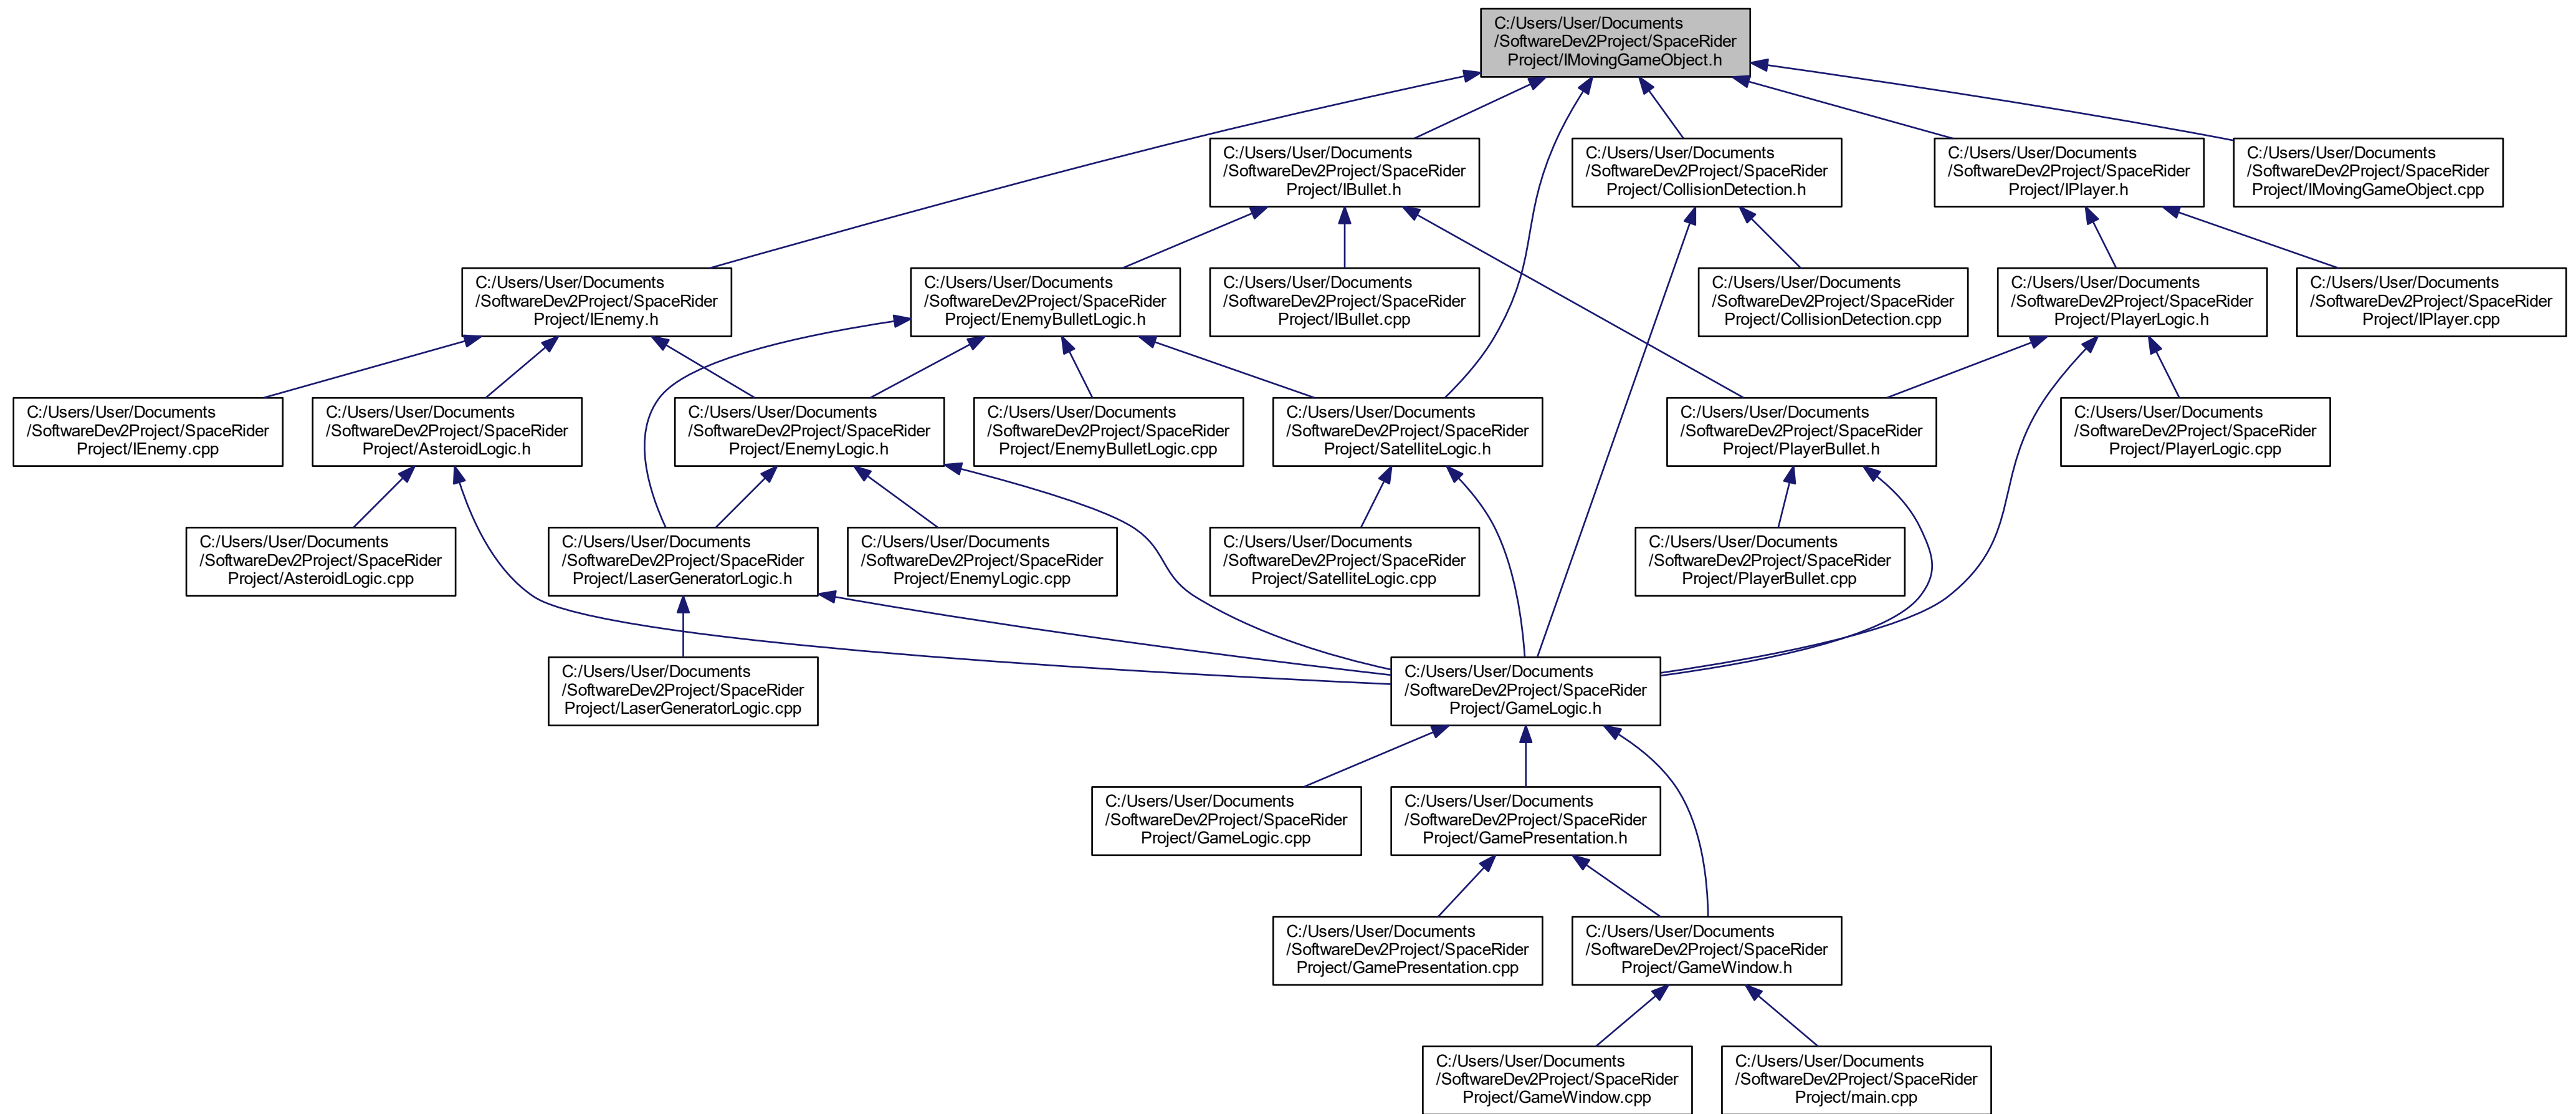 C:/Users/User/Documents
/SoftwareDev2Project/SpaceRider
Project/IMovingGameObject.h
C:/Users/User/Documents
/SoftwareDev2Project/SpaceRider
Project/IBullet.h
C:/Users/User/Documents
/SoftwareDev2Project/SpaceRider
Project/CollisionDetection.h
C:/Users/User/Documents
/SoftwareDev2Project/SpaceRider
Project/IPlayer.h
C:/Users/User/Documents
/SoftwareDev2Project/SpaceRider
Project/IMovingGameObject.cpp
C:/Users/User/Documents
/SoftwareDev2Project/SpaceRider
Project/IEnemy.h
C:/Users/User/Documents
/SoftwareDev2Project/SpaceRider
Project/EnemyBulletLogic.h
C:/Users/User/Documents
/SoftwareDev2Project/SpaceRider
Project/IBullet.cpp
C:/Users/User/Documents
/SoftwareDev2Project/SpaceRider
Project/CollisionDetection.cpp
C:/Users/User/Documents
/SoftwareDev2Project/SpaceRider
Project/PlayerLogic.h
C:/Users/User/Documents
/SoftwareDev2Project/SpaceRider
Project/IPlayer.cpp
C:/Users/User/Documents
/SoftwareDev2Project/SpaceRider
Project/IEnemy.cpp
C:/Users/User/Documents
/SoftwareDev2Project/SpaceRider
Project/AsteroidLogic.h
C:/Users/User/Documents
/SoftwareDev2Project/SpaceRider
Project/EnemyLogic.h
C:/Users/User/Documents
/SoftwareDev2Project/SpaceRider
Project/EnemyBulletLogic.cpp
C:/Users/User/Documents
/SoftwareDev2Project/SpaceRider
Project/SatelliteLogic.h
C:/Users/User/Documents
/SoftwareDev2Project/SpaceRider
Project/PlayerBullet.h
C:/Users/User/Documents
/SoftwareDev2Project/SpaceRider
Project/PlayerLogic.cpp
C:/Users/User/Documents
/SoftwareDev2Project/SpaceRider
Project/AsteroidLogic.cpp
C:/Users/User/Documents
/SoftwareDev2Project/SpaceRider
Project/LaserGeneratorLogic.h
C:/Users/User/Documents
/SoftwareDev2Project/SpaceRider
Project/EnemyLogic.cpp
C:/Users/User/Documents
/SoftwareDev2Project/SpaceRider
Project/SatelliteLogic.cpp
C:/Users/User/Documents
/SoftwareDev2Project/SpaceRider
Project/PlayerBullet.cpp
C:/Users/User/Documents
/SoftwareDev2Project/SpaceRider
Project/LaserGeneratorLogic.cpp
C:/Users/User/Documents
/SoftwareDev2Project/SpaceRider
Project/GameLogic.h
C:/Users/User/Documents
/SoftwareDev2Project/SpaceRider
Project/GameLogic.cpp
C:/Users/User/Documents
/SoftwareDev2Project/SpaceRider
Project/GamePresentation.h
C:/Users/User/Documents
/SoftwareDev2Project/SpaceRider
Project/GamePresentation.cpp
C:/Users/User/Documents
/SoftwareDev2Project/SpaceRider
Project/GameWindow.h
C:/Users/User/Documents
/SoftwareDev2Project/SpaceRider
Project/GameWindow.cpp
C:/Users/User/Documents
/SoftwareDev2Project/SpaceRider
Project/main.cpp